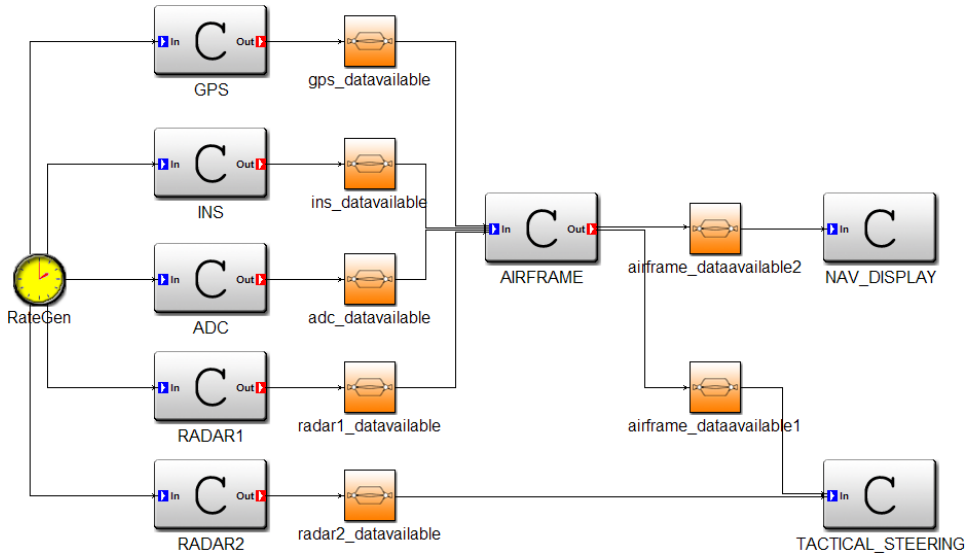 In C Out
GPS
gps_datavailable
In C Out
INS
ins_datavailable
In C Out
AIRFRAME
airframe_dataavailable2
In C
NAV_DISPLAY
RateGen
In C Out
ADC
adc_datavailable
In C Out
RADAR1
radar1_datavailable
airframe_dataavailable1
In C Out
RADAR2
radar2_datavailable
In C
TACTICAL_STEERING